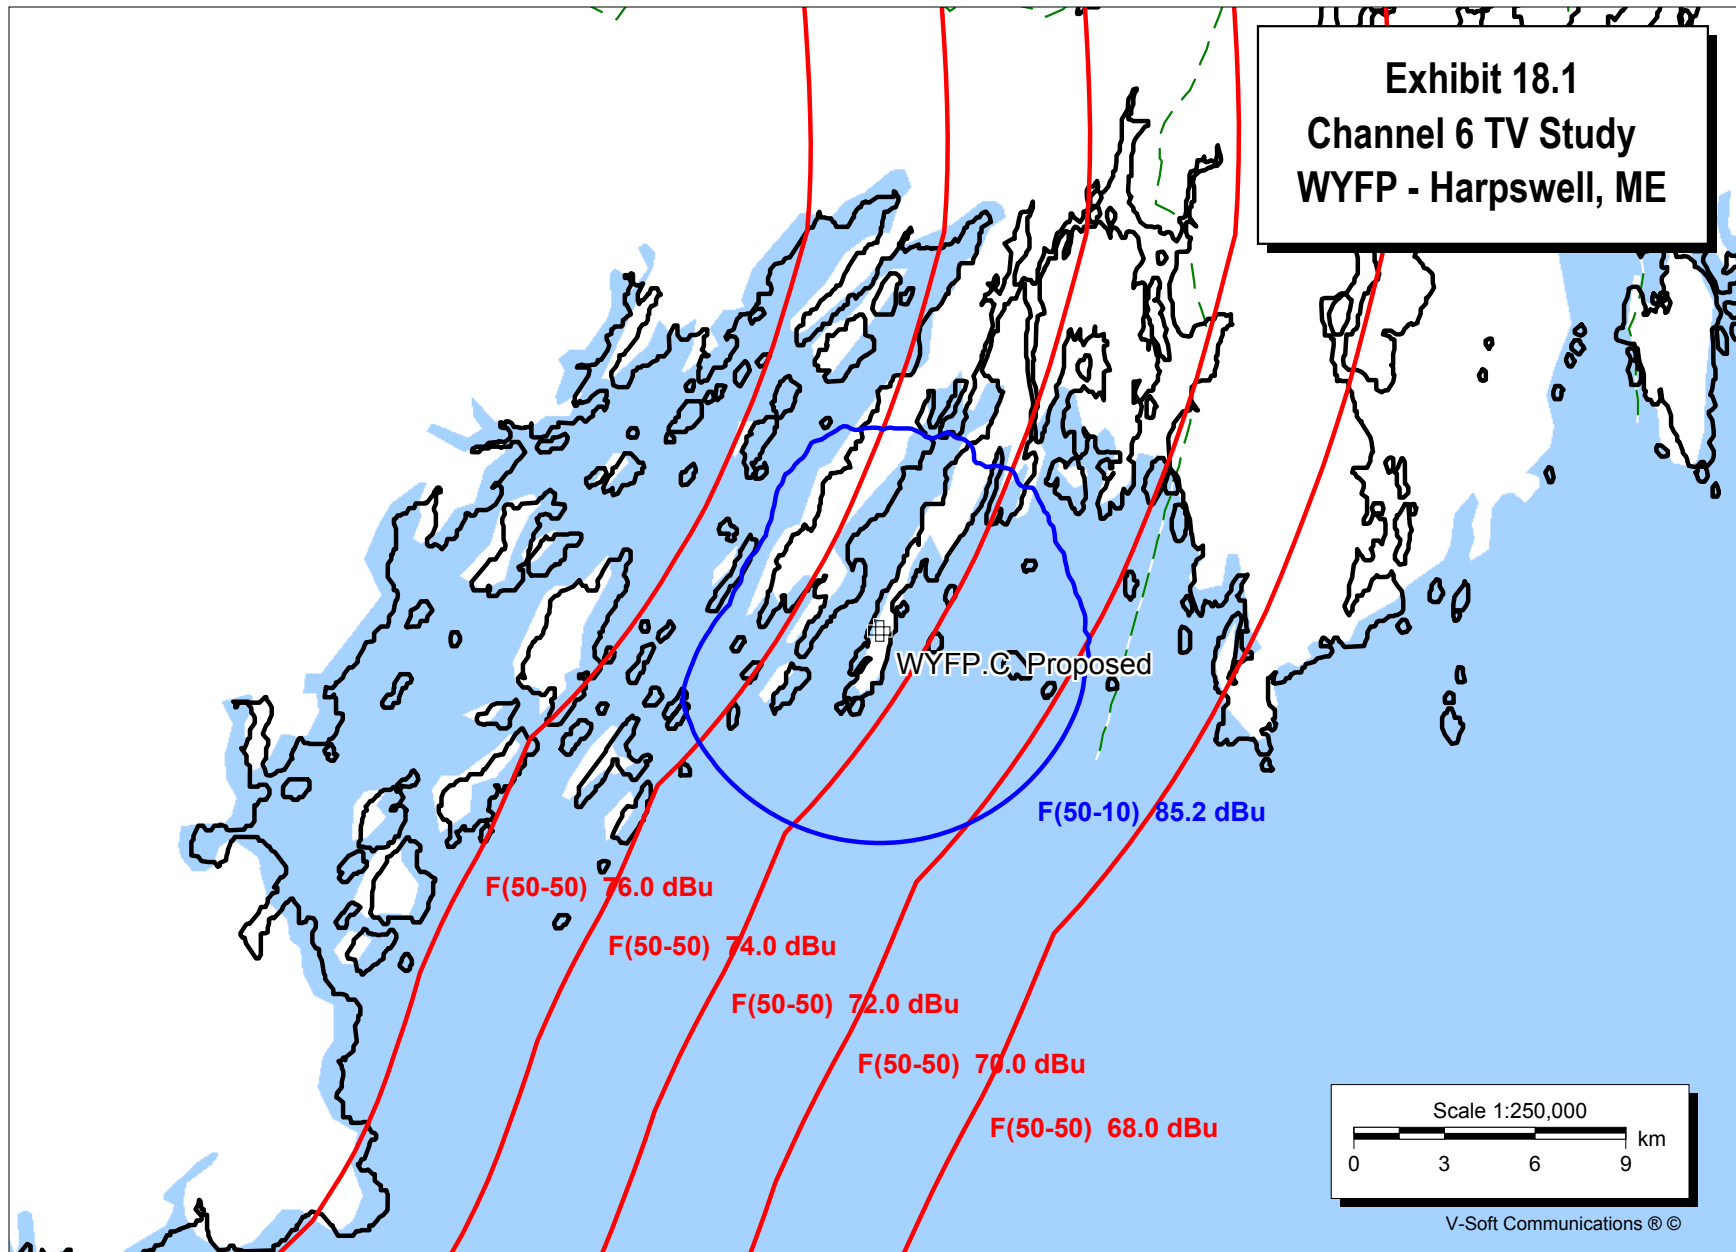 Exhibit 18.1
Channel 6 TV Study
WYFP - Harpswell, ME
WYFP.C Proposed
F(50-10) 85.2 dBu
F(50-50) 76.0 dBu
F(50-50) 74.0 dBu
F(50-50) 72.0 dBu
F(50-50) 70.0 dBu
F(50-50) 68.0 dBu
Scale 1:250,000
km
0 3 6 9
V-Soft Communications ® ©